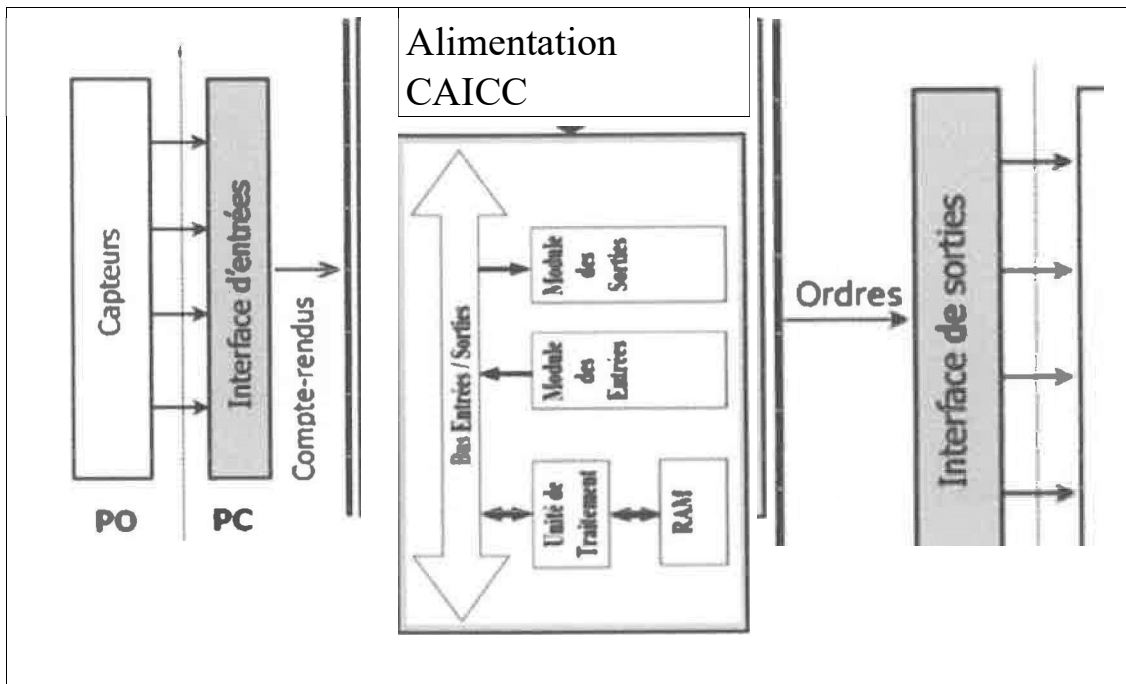 Alimentation
CAICC
Capteurs
Interface d'entrées
Compte-rendus
PO
PC
Bus Entrées / Sorties
Module
des
Sorties
Module
des
Entrées
Unité de
Traitement
RAM
Ordres
Interface de sorties